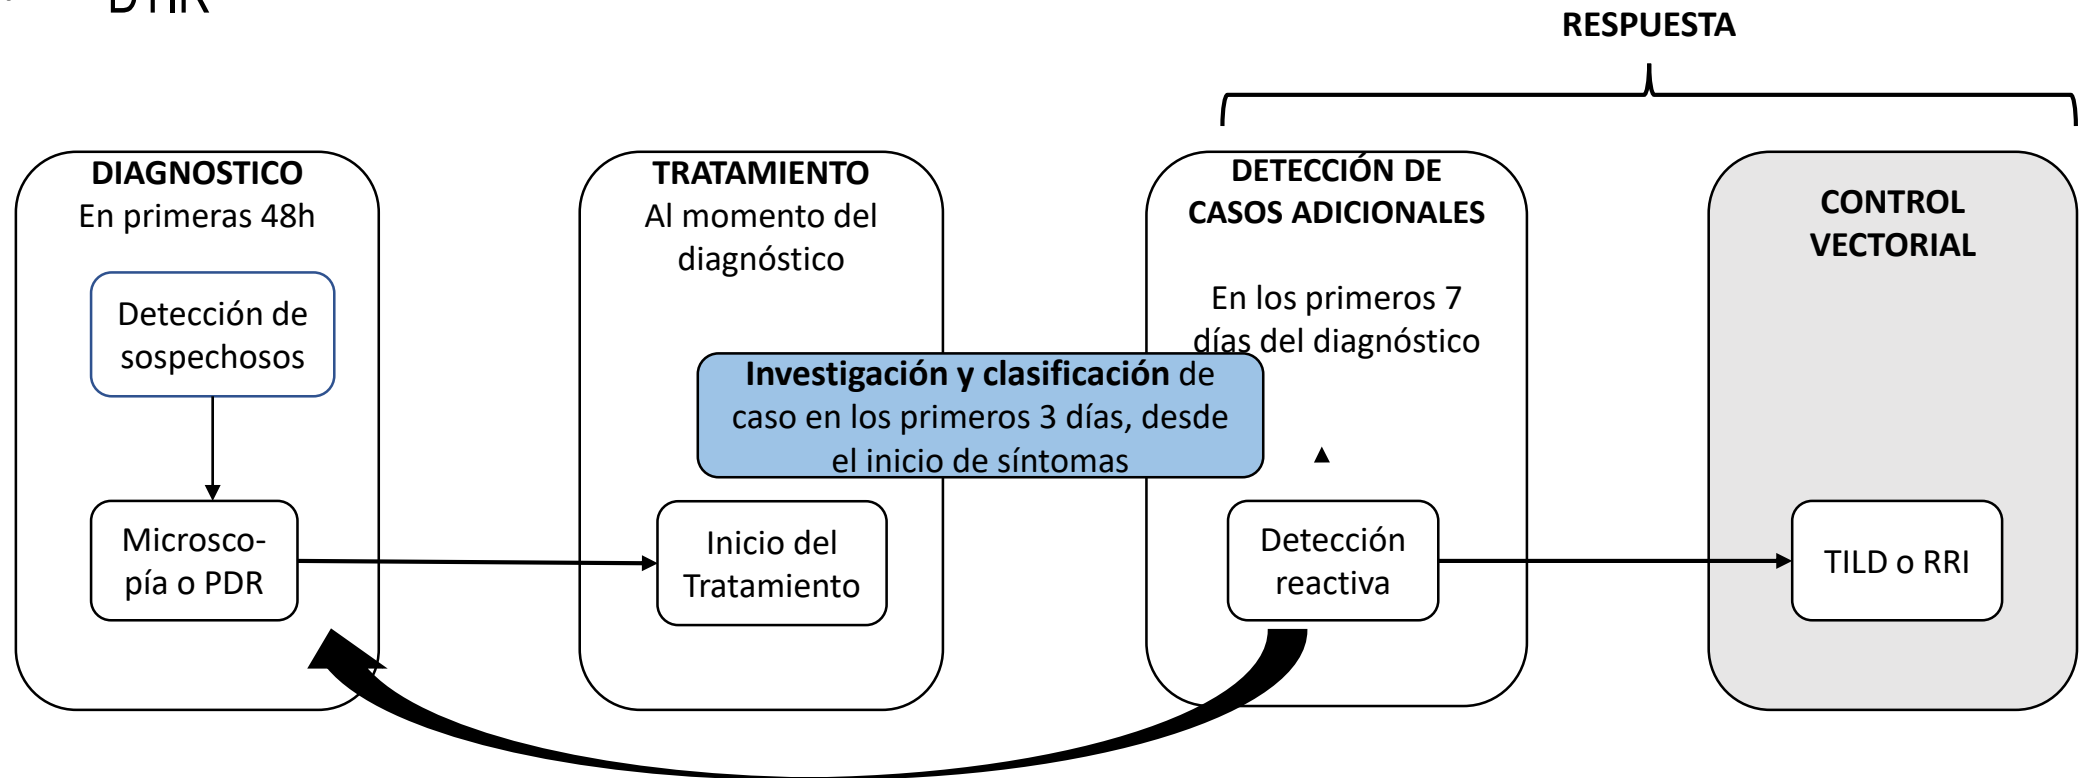 RESPUESTA
DIAGNOSTICO
En primeras 48h
Detección de
sospechosos
Microsco-
pía o PDR
TRATAMIENTO
Al momento del
diagnóstico
Investigación y clasificación de
caso en los primeros 3 días, desde
el inicio de síntomas
Inicio del
Tratamiento
DETECCIÓN DE
CASOS ADICIONALES
En los primeros 7
días del diagnóstico
Detección
reactiva
CONTROL
VECTORIAL
TILD o RRI